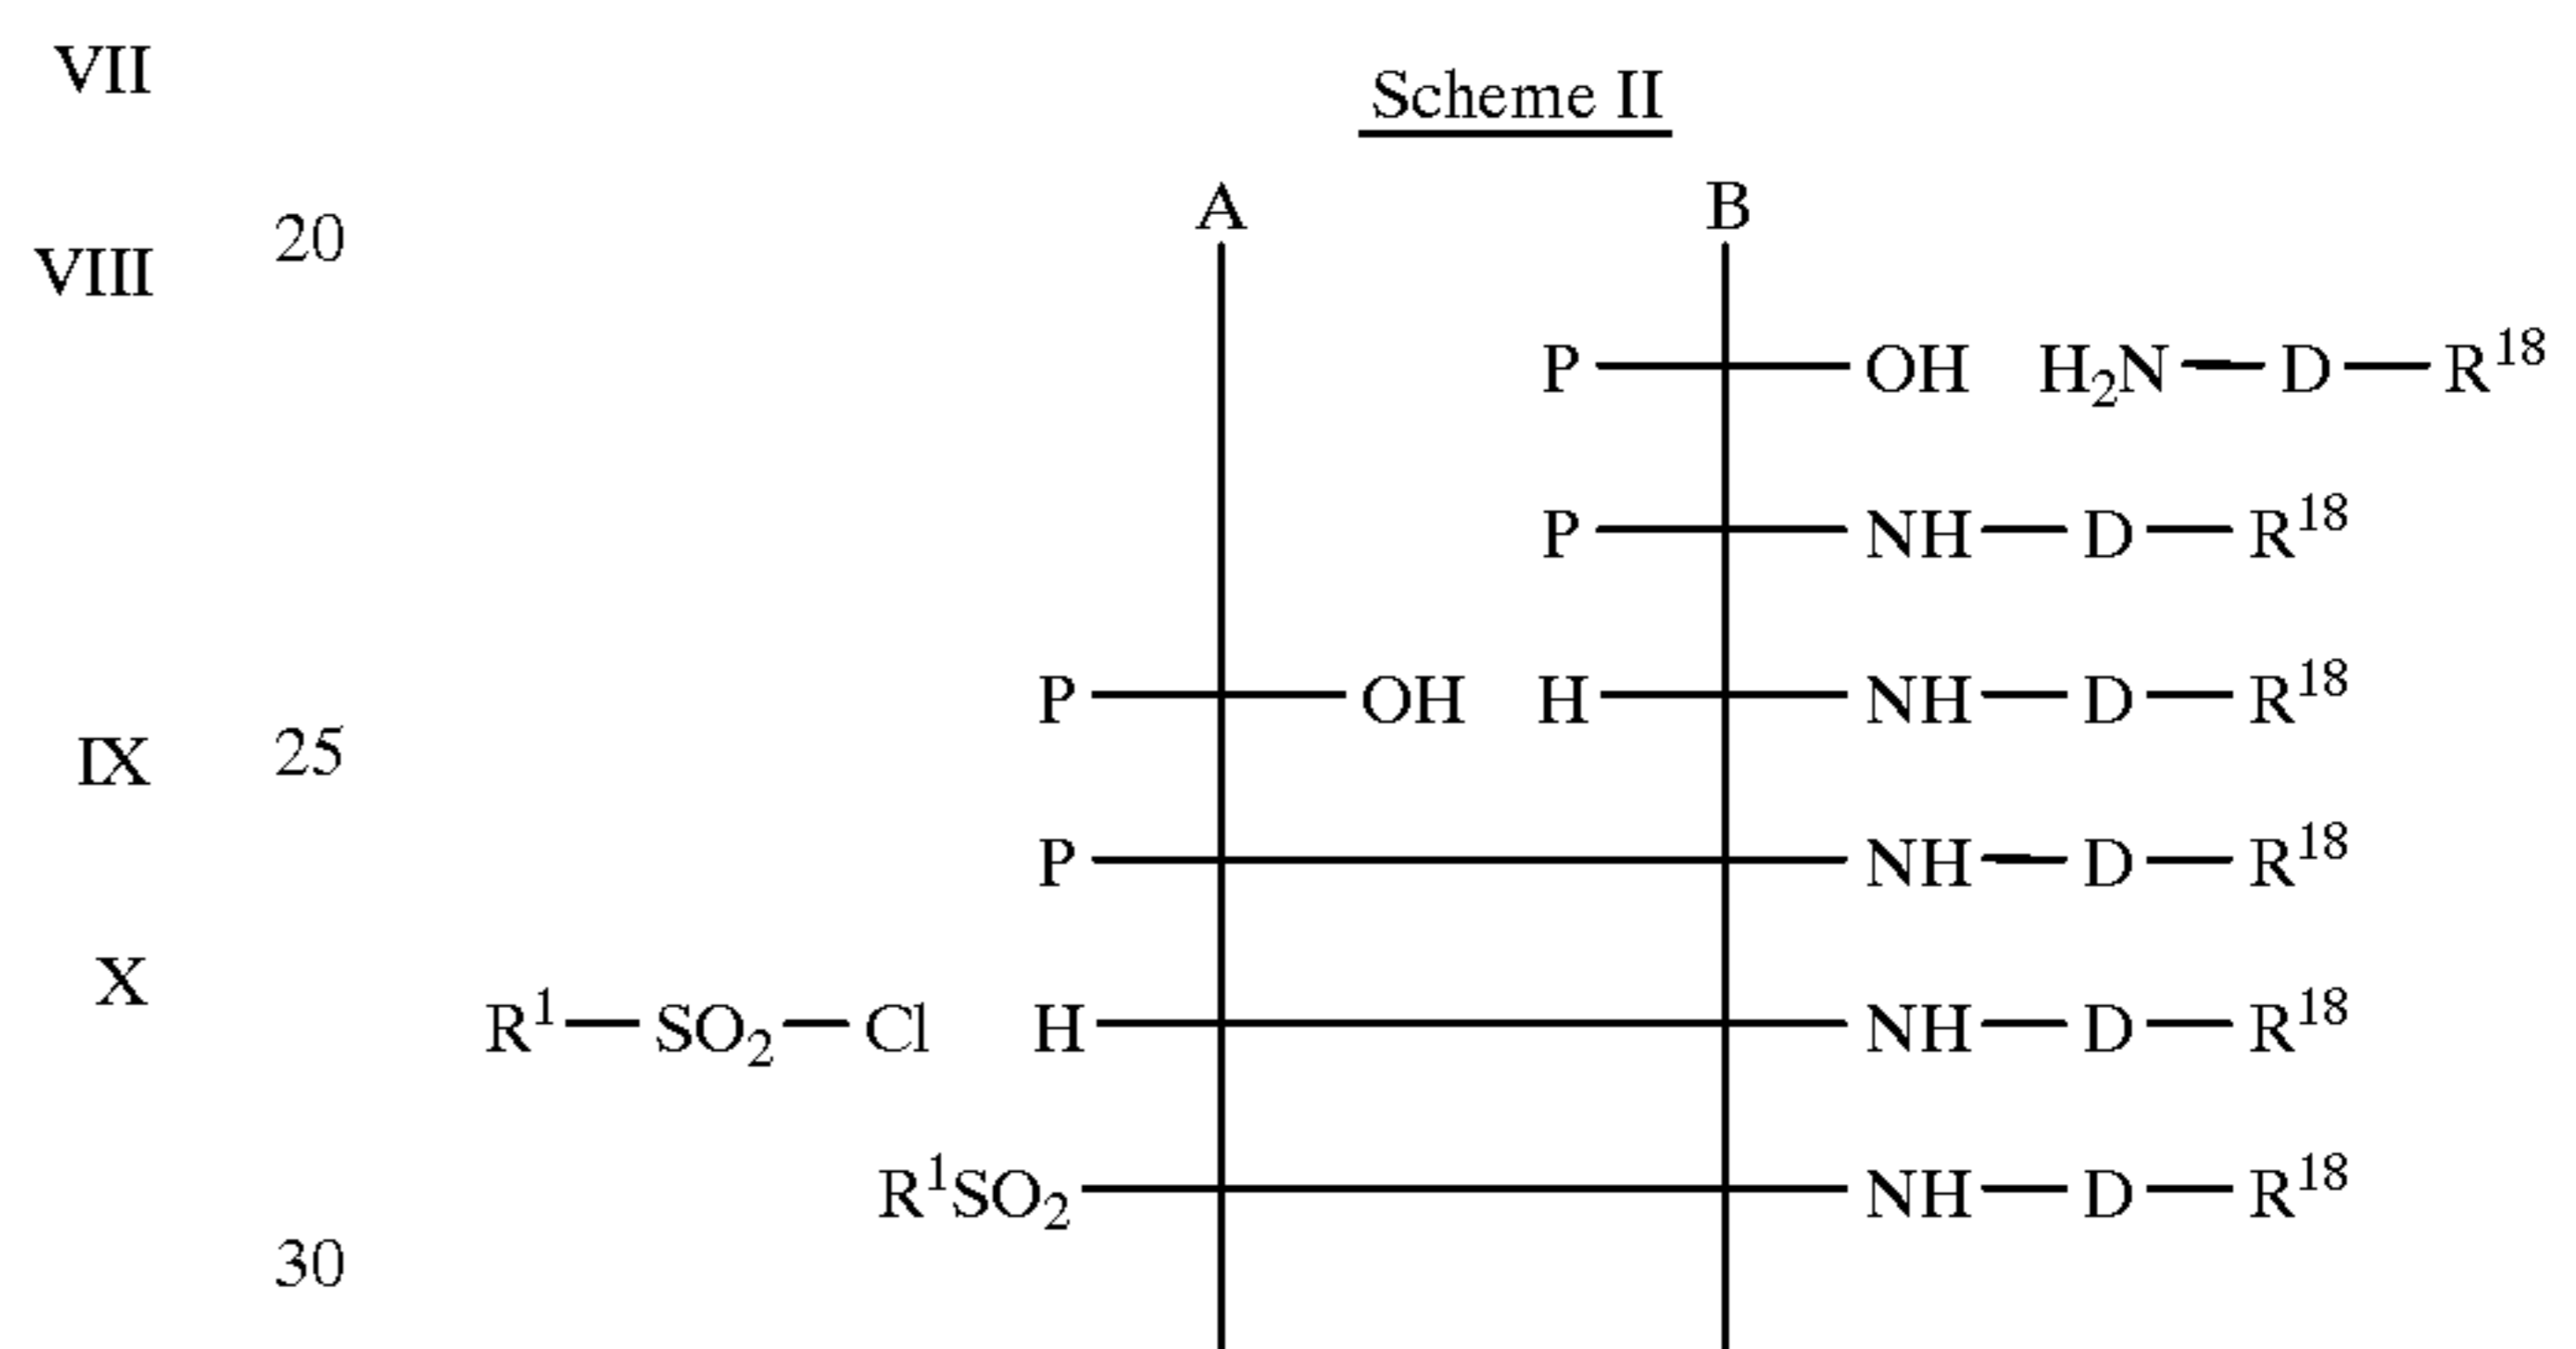 VII
Scheme II
A B
20
VIII
P — OH H₂N — D — R¹⁸
P — NH — D — R¹⁸
P — OH H — NH — D — R¹⁸
IX 25
P — NH — D — R¹⁸
X
R¹ — SO₂ — Cl H — NH — D — R¹⁸
R¹SO₂ — NH — D — R¹⁸
30